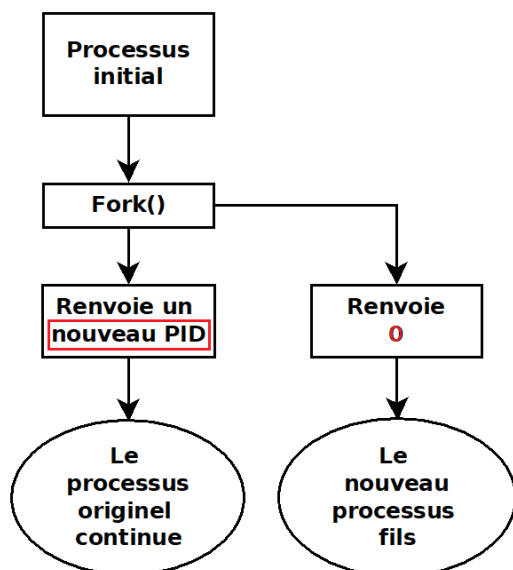 Processus
initial
Fork()
Renvoie un
nouveau PID
Renvoie
0
Le
processus
originel
continue
Le
nouveau
processus
fils